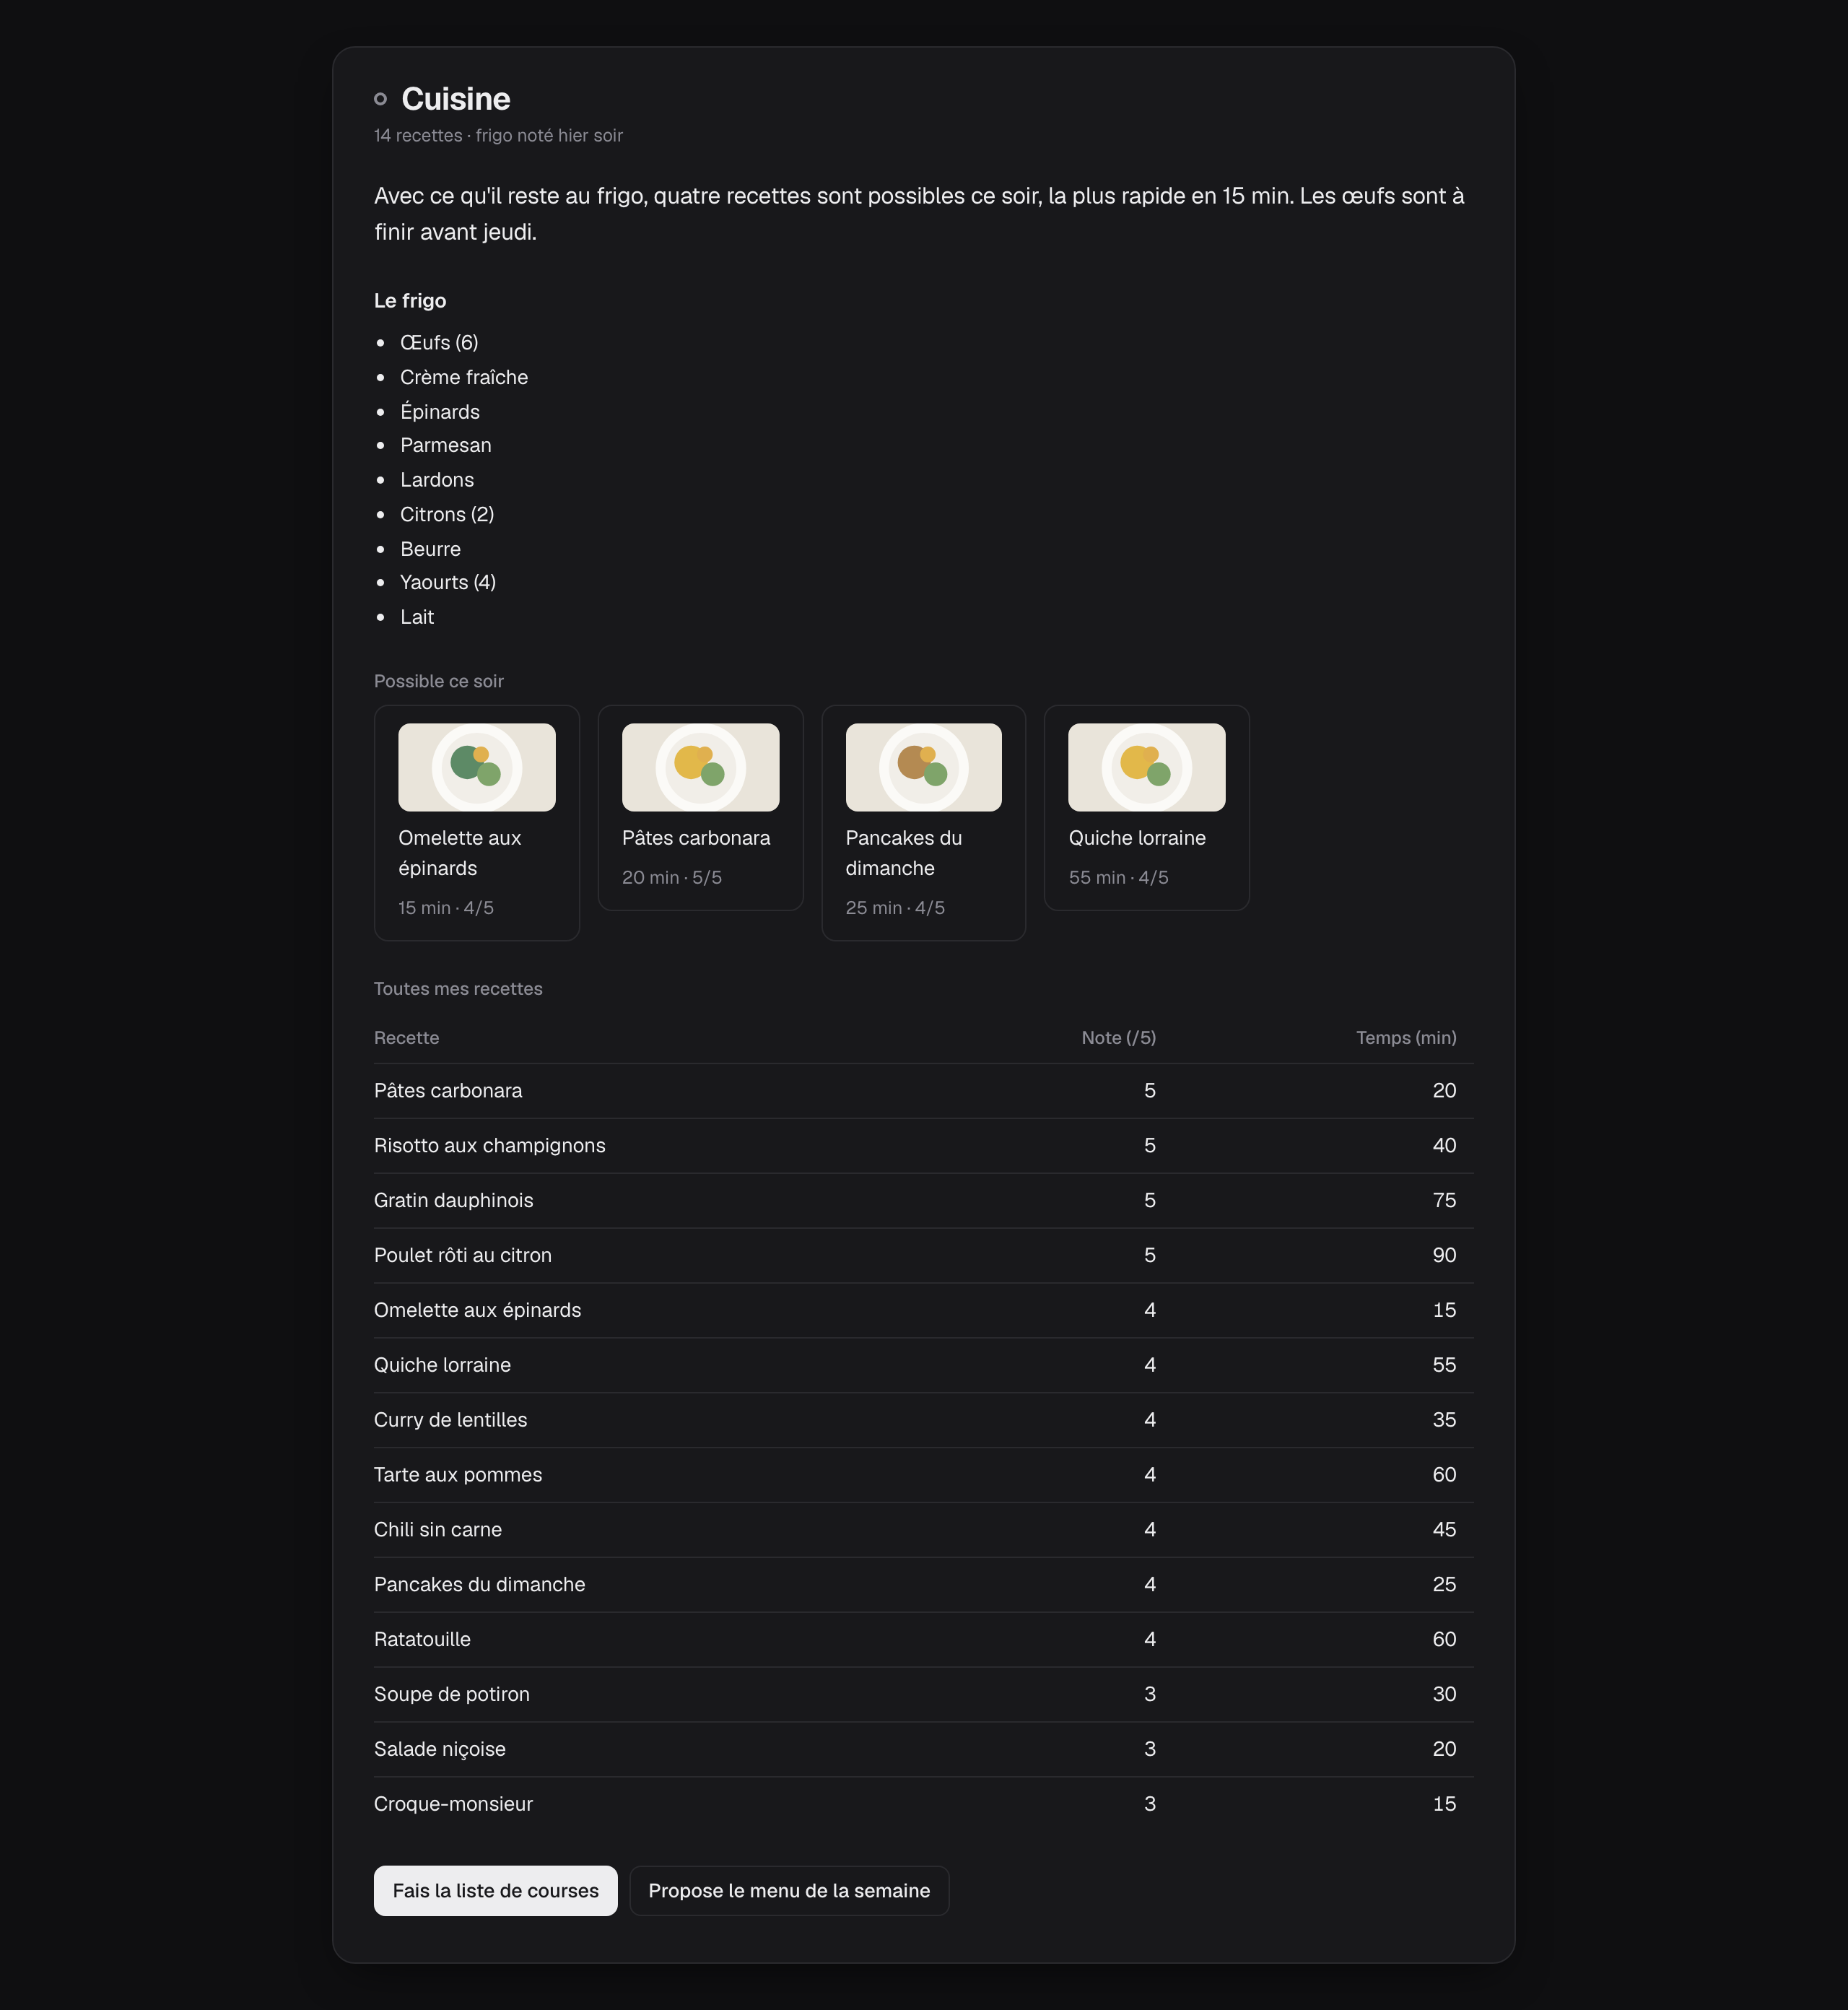 Cuisine
14 recettes · frigo noté hier soir
Avec ce qu'il reste au frigo, quatre recettes sont possibles ce soir, la plus rapide en 15 min. Les œufs sont à
finir avant jeudi.
Le frigo
• Œufs (6)
• Crème fraîche
• Épinards
• Parmesan
• Lardons
• Citrons (2)
• Beurre
• Yaourts (4)
• Lait
Possible ce soir
Omelette aux
épinards
15 min · 4/5
Pâtes carbonara
20 min · 5/5
Pancakes du
dimanche
25 min · 4/5
Quiche lorraine
55 min · 4/5
Toutes mes recettes
Recette Note (/5) Temps (min)
Pâtes carbonara 5 20
Risotto aux champignons 5 40
Gratin dauphinois 5 75
Poulet rôti au citron 5 90
Omelette aux épinards 4 15
Quiche lorraine 4 55
Curry de lentilles 4 35
Tarte aux pommes 4 60
Chili sin carne 4 45
Pancakes du dimanche 4 25
Ratatouille 4 60
Soupe de potiron 3 30
Salade niçoise 3 20
Croque-monsieur 3 15
Fais la liste de courses Propose le menu de la semaine